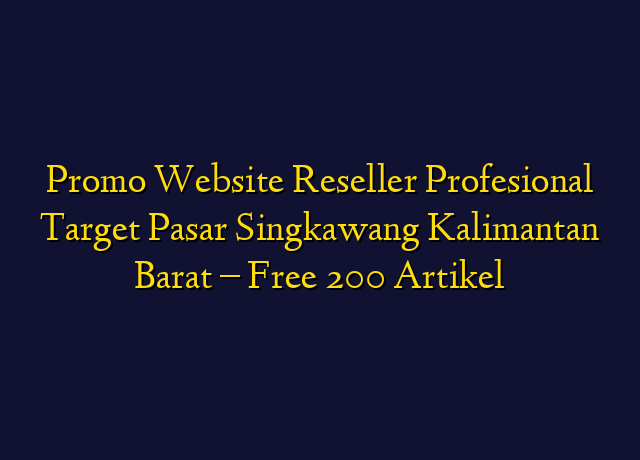 Promo Website Reseller Profesional
Target Pasar Singkawang Kalimantan
Barat – Free 200 Artikel